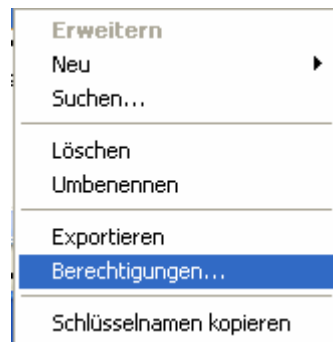 Erweitern
Neu
Suchen...
Löschen
Umbenennen
Exportieren
Berechtigungen...
Schlüsselnamen kopieren